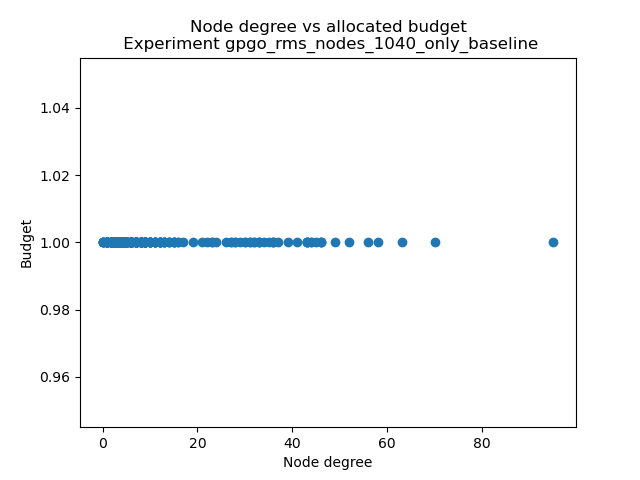 Node degree vs allocated budget
Experiment gpgo_rms_nodes_1040_only_baseline
1.04
1.02
1.00
0.98
0.96
Budget
0
20
40
60
80
Node degree